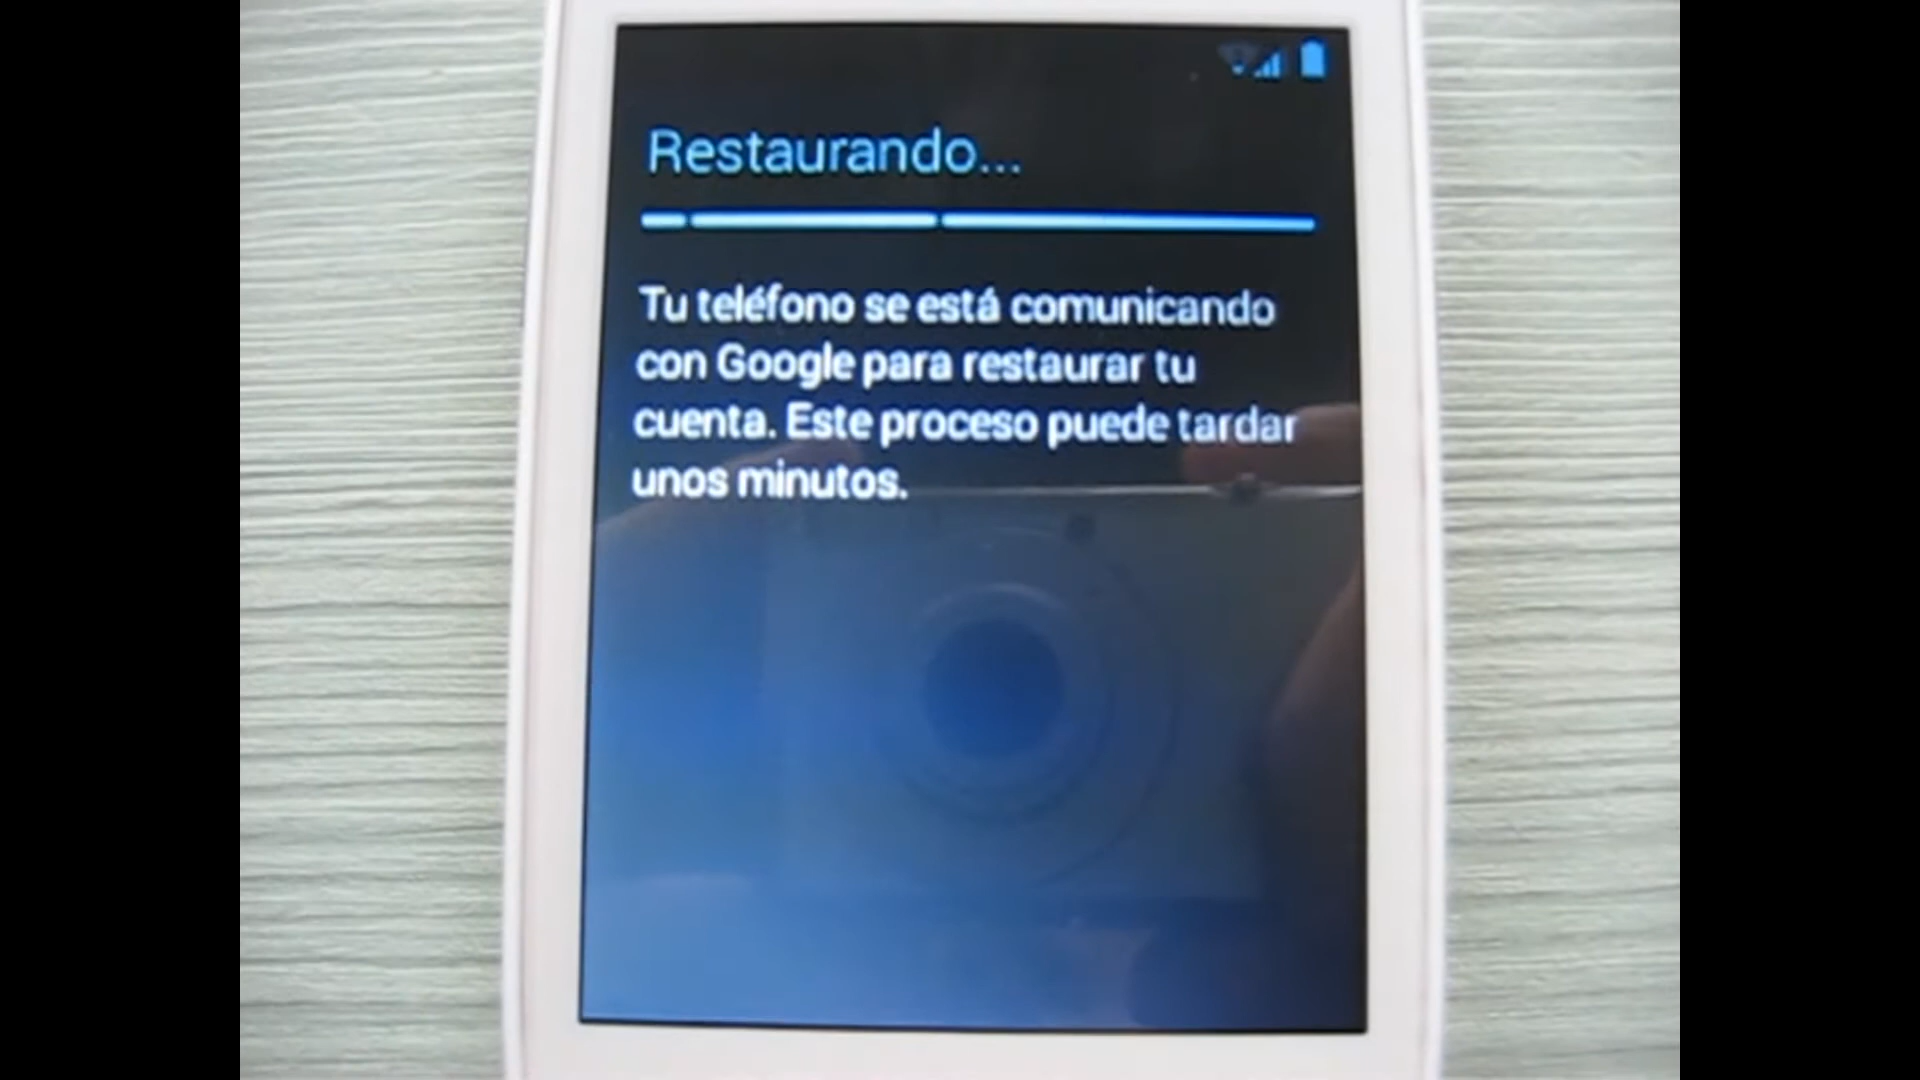 Restaurando...
Tu teléfono se está comunicando
con Google para restaurar tu
cuenta. Este proceso puede tardar
unos minutos.